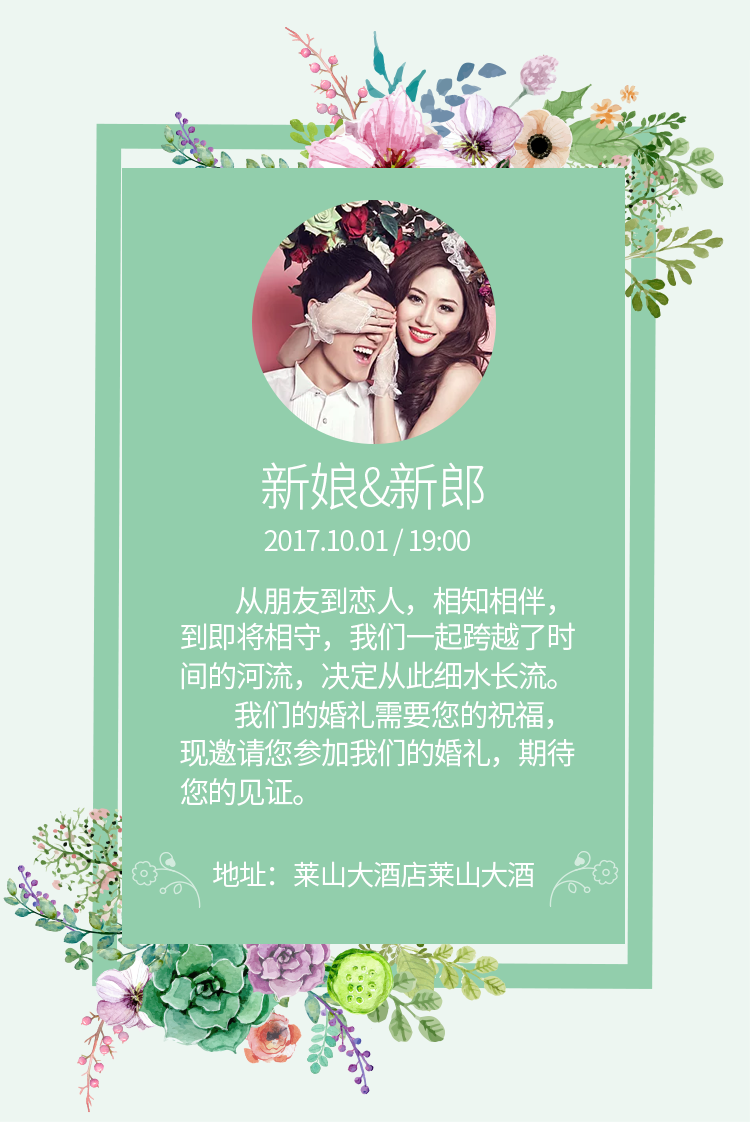 新娘&新郎
2017.10.01 / 19:00
从朋友到恋人，相知相伴，
到即将相守，我们一起跨越了时
间的河流，决定从此细水长流。
我们的婚礼需要您的祝福，
现邀请您参加我们的婚礼，期待
您的见证。
地址：莱山大酒店莱山大酒